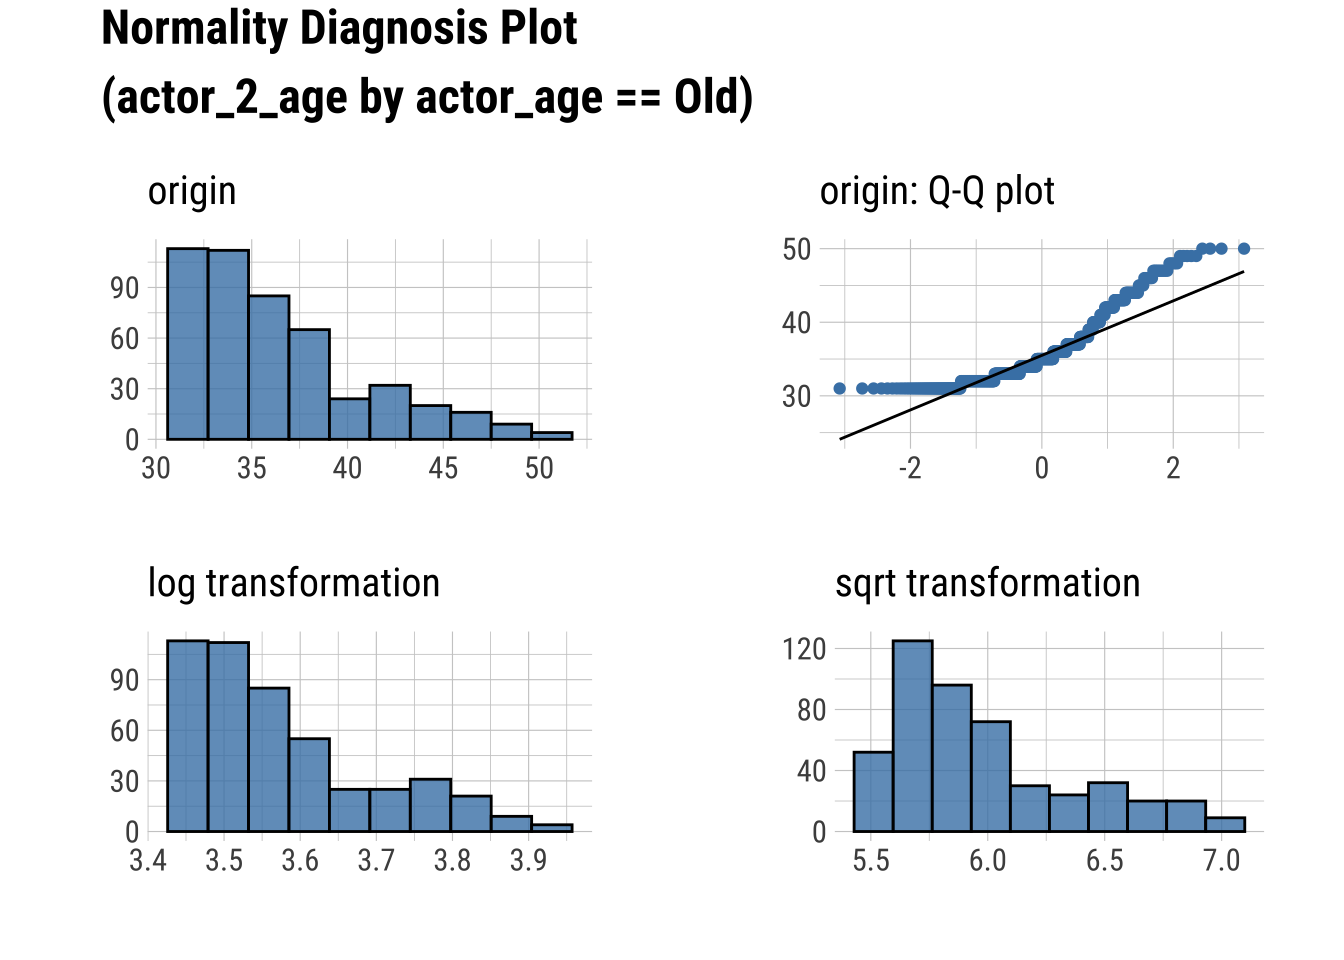 Normality Diagnosis Plot
(actor_2_age by actor_age == Old)
origin
90
60
30
0
30 35 40 45 50
origin: Q-Q plot
50
40
30
-2 0 2
log transformation
90
60
30
0
3.4 3.5 3.6 3.7 3.8 3.9
sqrt transformation
120
80
40
0
5.5 6.0 6.5 7.0